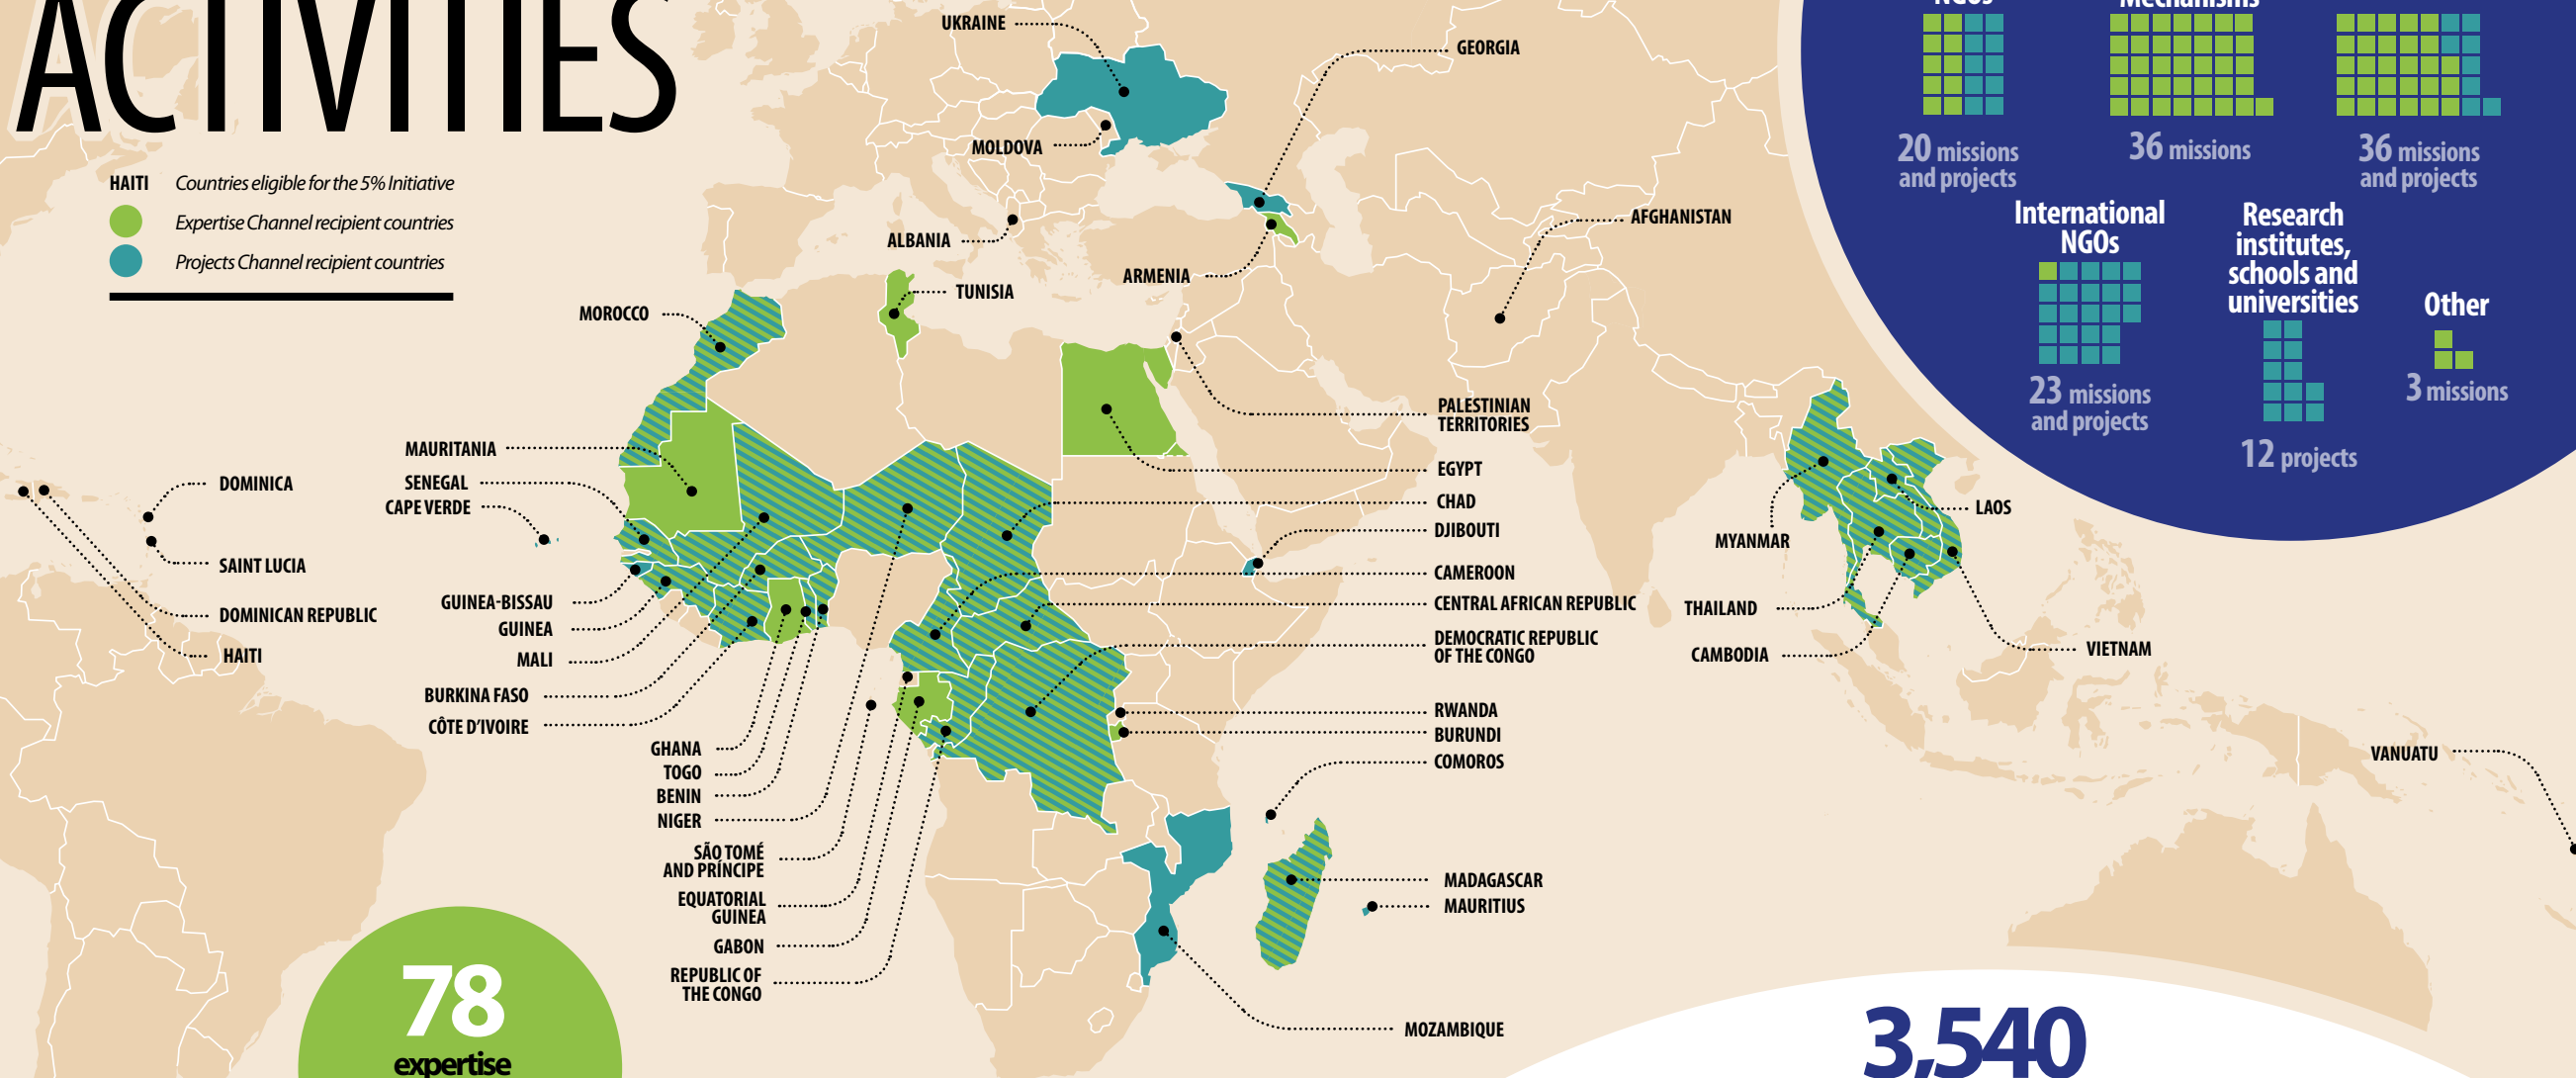 ACTIVITIES
HAITI Countries eligible for the 5% Initiative
Expertise Channel recipient countries
Projects Channel recipient countries
UKRAINE
GEORGIA
MOLDOVA
ALBANIA
AFGHANISTAN
ARMENIA
TUNISIA
MOROCCO
PALESTINIAN
TERRITORIES
MAURITANIA
EGYPT
SENEGAL
CAPE VERDE
CHAD
DJIBOUTI
DOMINICA
SAINT LUCIA
DOMINICAN REPUBLIC
HAITI
CAMEROON
CENTRAL AFRICAN REPUBLIC
DEMOCRATIC REPUBLIC
OF THE CONGO
GUINEA-BISSAU
GUINEA
MALI
BURKINA FASO
CÔTE D'IVOIRE
RWANDA
BURUNDI
COMOROS
GHANA
TOGO
BENIN
NIGER
SÃO TOMÉ
AND PRÍNCIPE
EQUATORIAL
GUINEA
GABON
REPUBLIC OF
THE CONGO
MADAGASCAR
MAURITIUS
MOZAMBIQUE
MYANMAR
LAOS
THAILAND
CAMBODIA
VIETNAM
VANUATU
NGOs
Mechanisms
20 missions
and projects
36 missions
36 missions
and projects
International
NGOs
23 missions
and projects
Research
institutes,
schools and
universities
12 projects
Other
3 missions
78
expertise
3,540